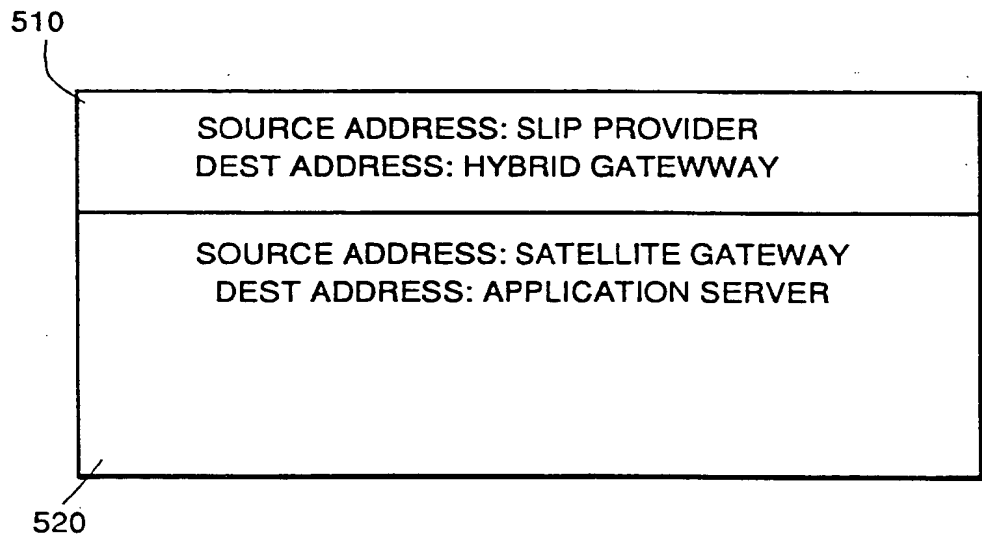 510
SOURCE ADDRESS: SLIP PROVIDER
DEST ADDRESS: HYBRID GATEWWAY
SOURCE ADDRESS: SATELLITE GATEWAY
DEST ADDRESS: APPLICATION SERVER
520